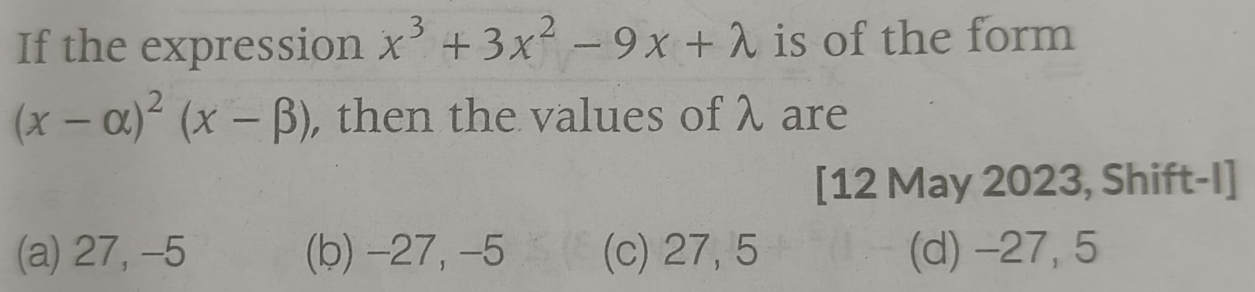 If the expression x³ + 3x² − 9x + λ is of the form
(x − α)² (x − β), then the values of λ are
[12 May 2023, Shift-I]
(a) 27, −5 (b) −27, −5 (c) 27, 5 (d) −27, 5